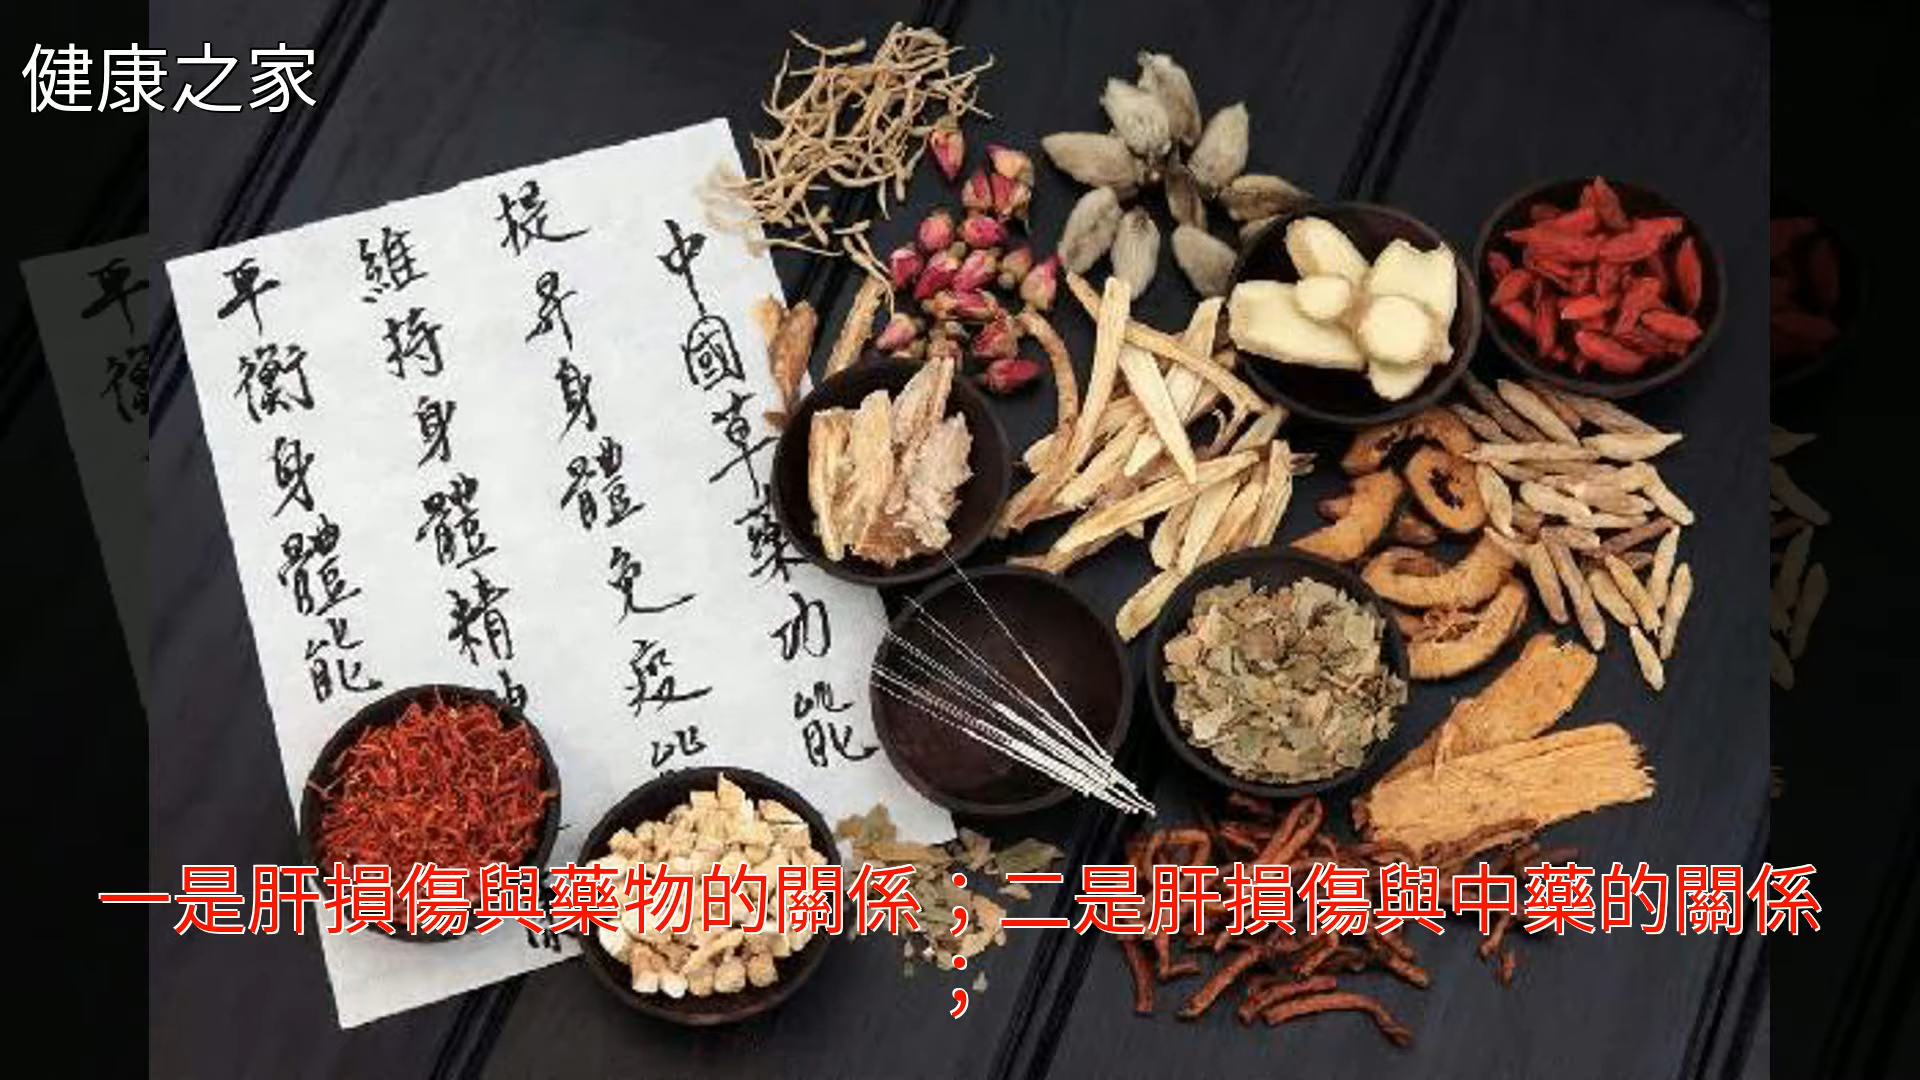 健康之家
中國草藥功能
提昇身體免疫能
維持身體精
平衡身體能
一是肝損傷與藥物的關係；二是肝損傷與中藥的關係
；